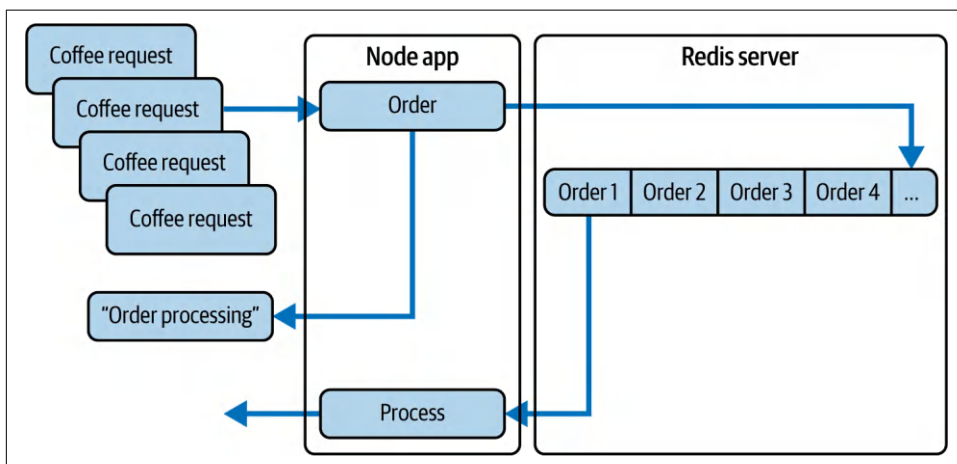 Coffee request
Coffee request
Coffee request
Coffee request
Node app
Order
Redis server
Order 1 Order 2 Order 3 Order 4 ...
“Order processing”
Process